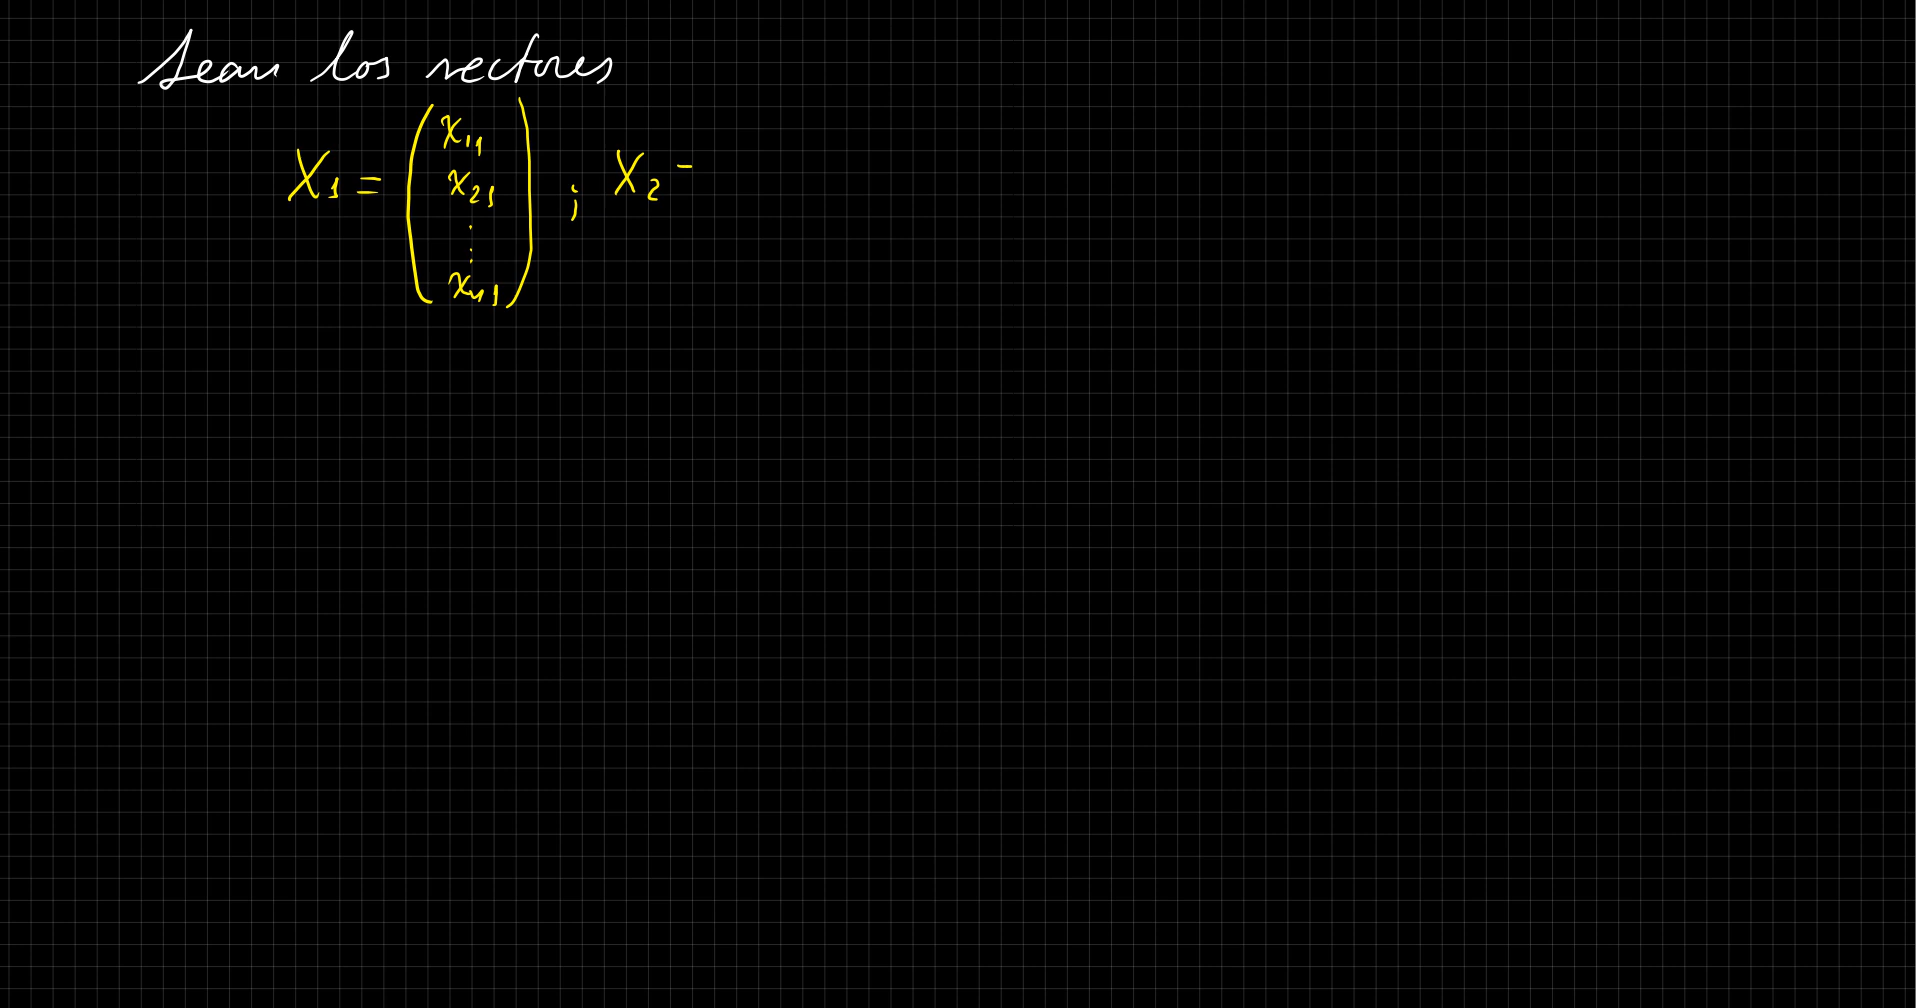 Sean los vectores
X₁ = (x₁₁ x₂₁ ⋮ xₙ₁) ; X₂ -